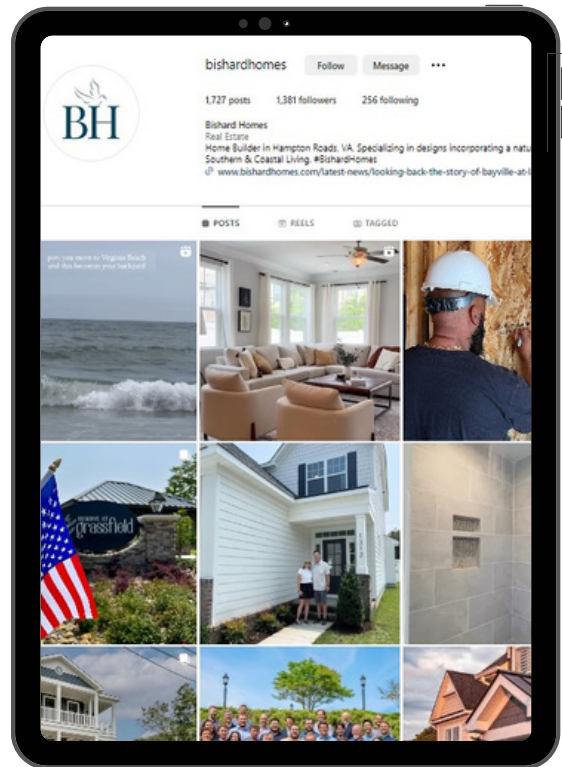 bishardhomes Follow Message •••
1,727 posts 1,381 followers 256 following
BH
Bishard Homes
Real Estate
Home Builder in Hampton Roads, VA. Specializing in designs incorporating a natu
Southern & Coastal Living. #BishardHomes
www.bishardhomes.com/latest-news/looking-back-the-story-of-bayville-at-l
POSTS REELS TAGGED
pov: you move to Virginia Beach
and this becomes your backyard
RESERVE AT
grassfield